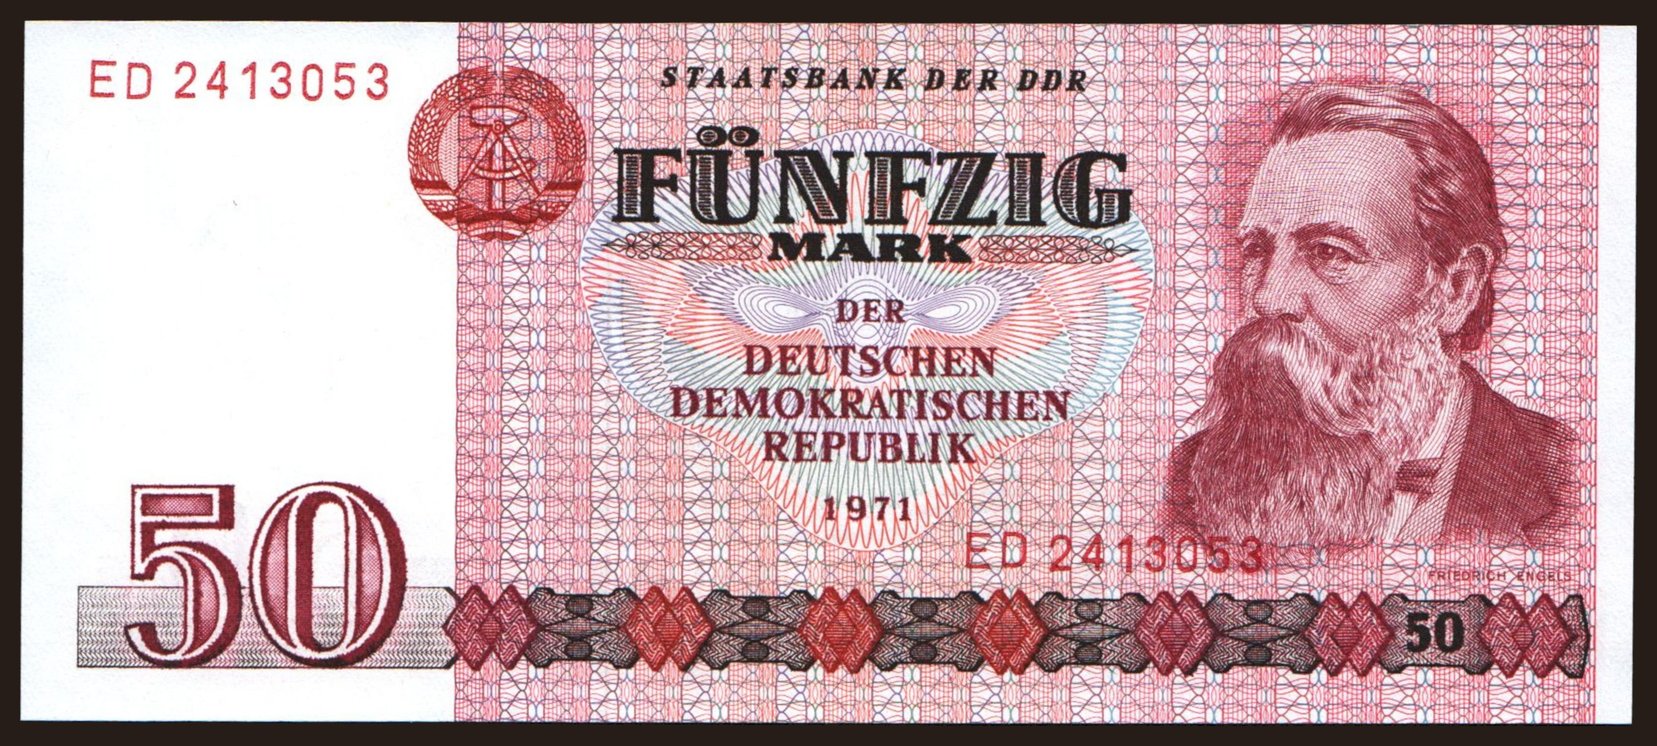 ED 2413053
STAATSBANK DER DDR
FÜNFZIG
MARK
DER
DEUTSCHEN
DEMOKRATISCHEN
REPUBLIK
1971
ED 2413053
FRIEDRICH ENGELS
50
50